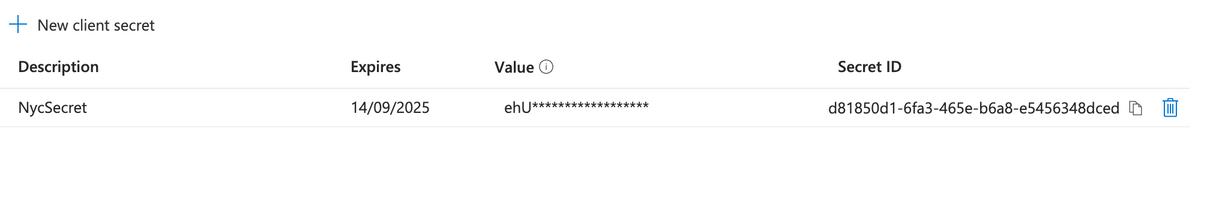 New client secret
Description Expires Value Secret ID
NycSecret 14/09/2025 ehU****************** d81850d1-6fa3-465e-b6a8-e5456348dced